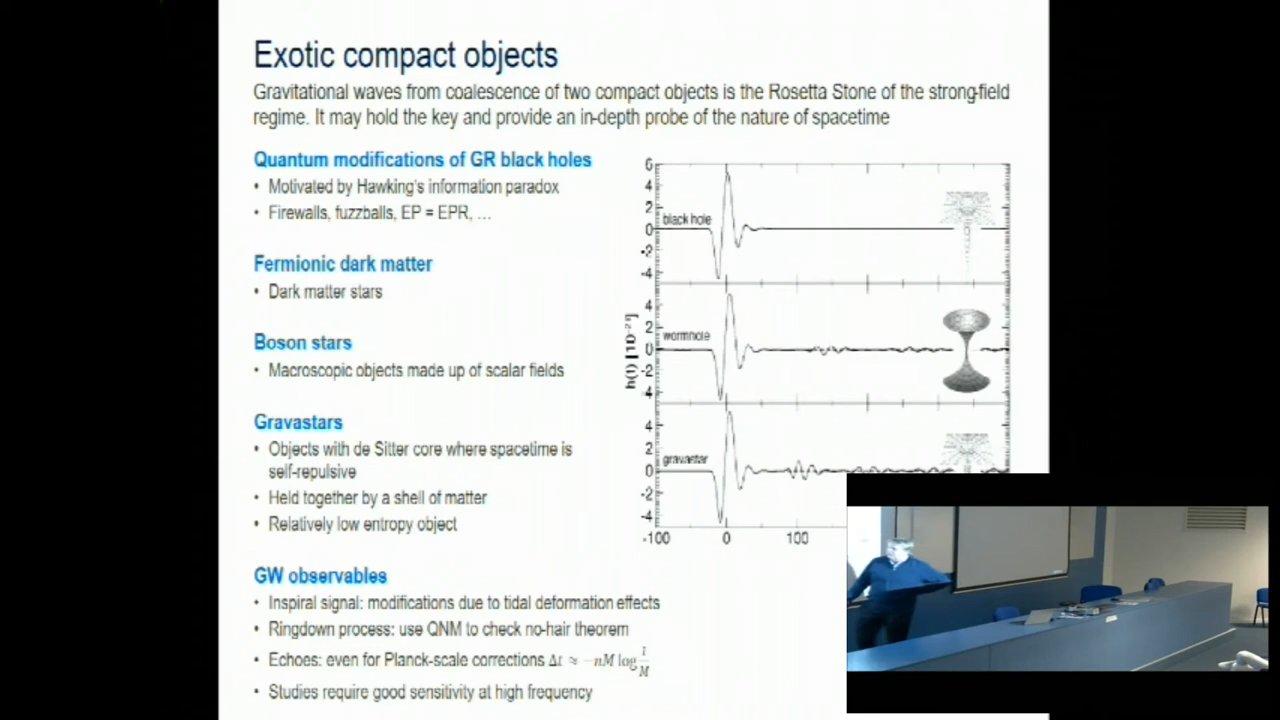 Exotic compact objects
Gravitational waves from coalescence of two compact objects is the Rosetta Stone of the strong-field
regime. It may hold the key and provide an in-depth probe of the nature of spacetime
Quantum modifications of GR black holes
• Motivated by Hawking's information paradox
• Firewalls, fuzzballs, EP = EPR, ...
Fermionic dark matter
• Dark matter stars
Boson stars
• Macroscopic objects made up of scalar fields
Gravastars
• Objects with de Sitter core where spacetime is
self-repulsive
• Held together by a shell of matter
• Relatively low entropy object
GW observables
• Inspiral signal: modifications due to tidal deformation effects
• Ringdown process: use QNM to check no-hair theorem
• Echoes: even for Planck-scale corrections Δt ≈ −nM log l/M
• Studies require good sensitivity at high frequency
6
4
2
black hole
0
-2
-4
4
2
wormhole
0
-2
-4
4
2
gravastar
0
-2
-4
-100 0 100